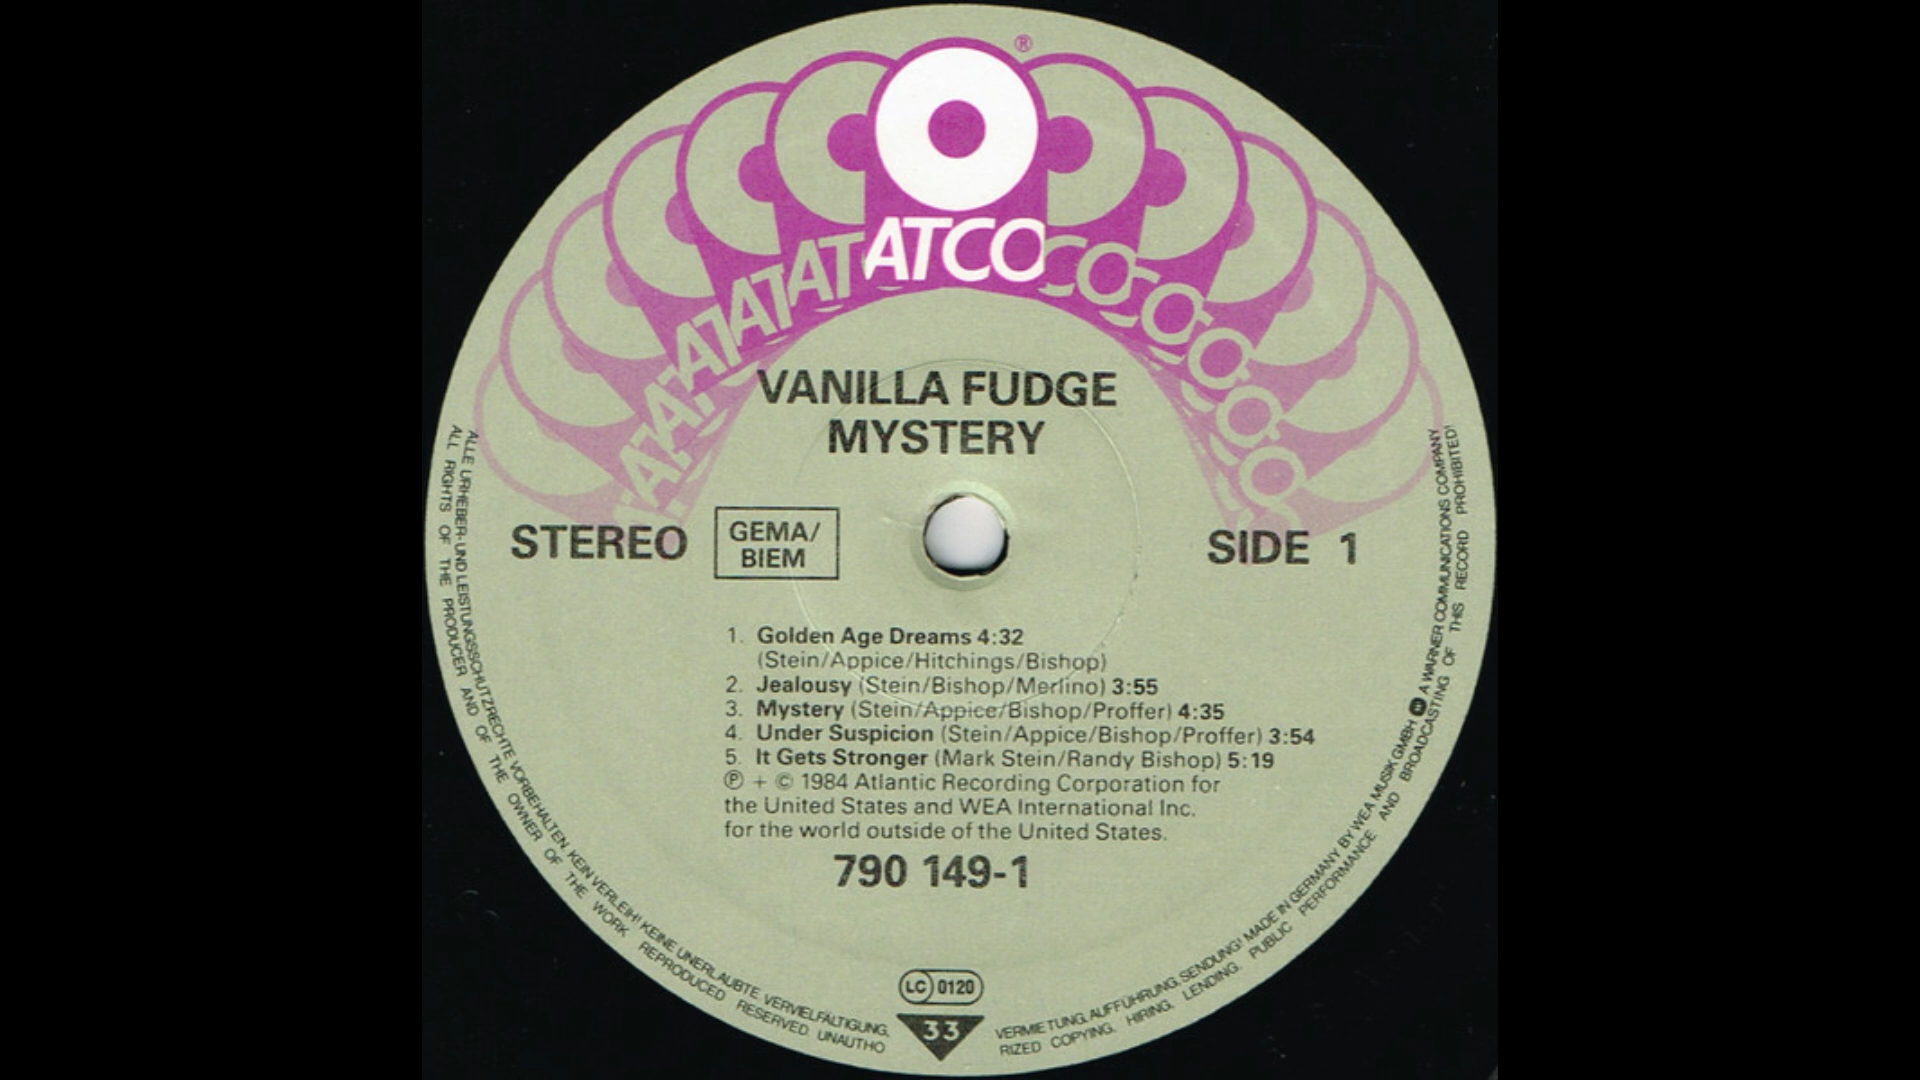 ®
ATCO
VANILLA FUDGE
MYSTERY
STEREO
GEMA/
BIEM
SIDE 1
1. Golden Age Dreams 4:32
(Stein/Appice/Hitchings/Bishop)
2. Jealousy (Stein/Bishop/Merlino) 3:55
3. Mystery (Stein/Appice/Bishop/Proffer) 4:35
4. Under Suspicion (Stein/Appice/Bishop/Proffer) 3:54
5. It Gets Stronger (Mark Stein/Randy Bishop) 5:19
℗ + © 1984 Atlantic Recording Corporation for
the United States and WEA International Inc.
for the world outside of the United States.
790 149-1
LC 0120
33
ALLE URHEBER- UND LEISTUNGSSCHUTZRECHTE VORBEHALTEN. KEIN VERLEIH! KEINE UNERLAUBTE VERVIELFÄLTIGUNG, VERMIETUNG, AUFFÜHRUNG, SENDUNG! MADE IN GERMANY BY WEA MUSIK GMBH A WARNER COMMUNICATIONS COMPANY
ALL RIGHTS OF THE PRODUCER AND OF THE OWNER OF THE WORK REPRODUCED RESERVED. UNAUTHORIZED COPYING, HIRING, LENDING, PUBLIC PERFORMANCE AND BROADCASTING OF THIS RECORD PROHIBITED!